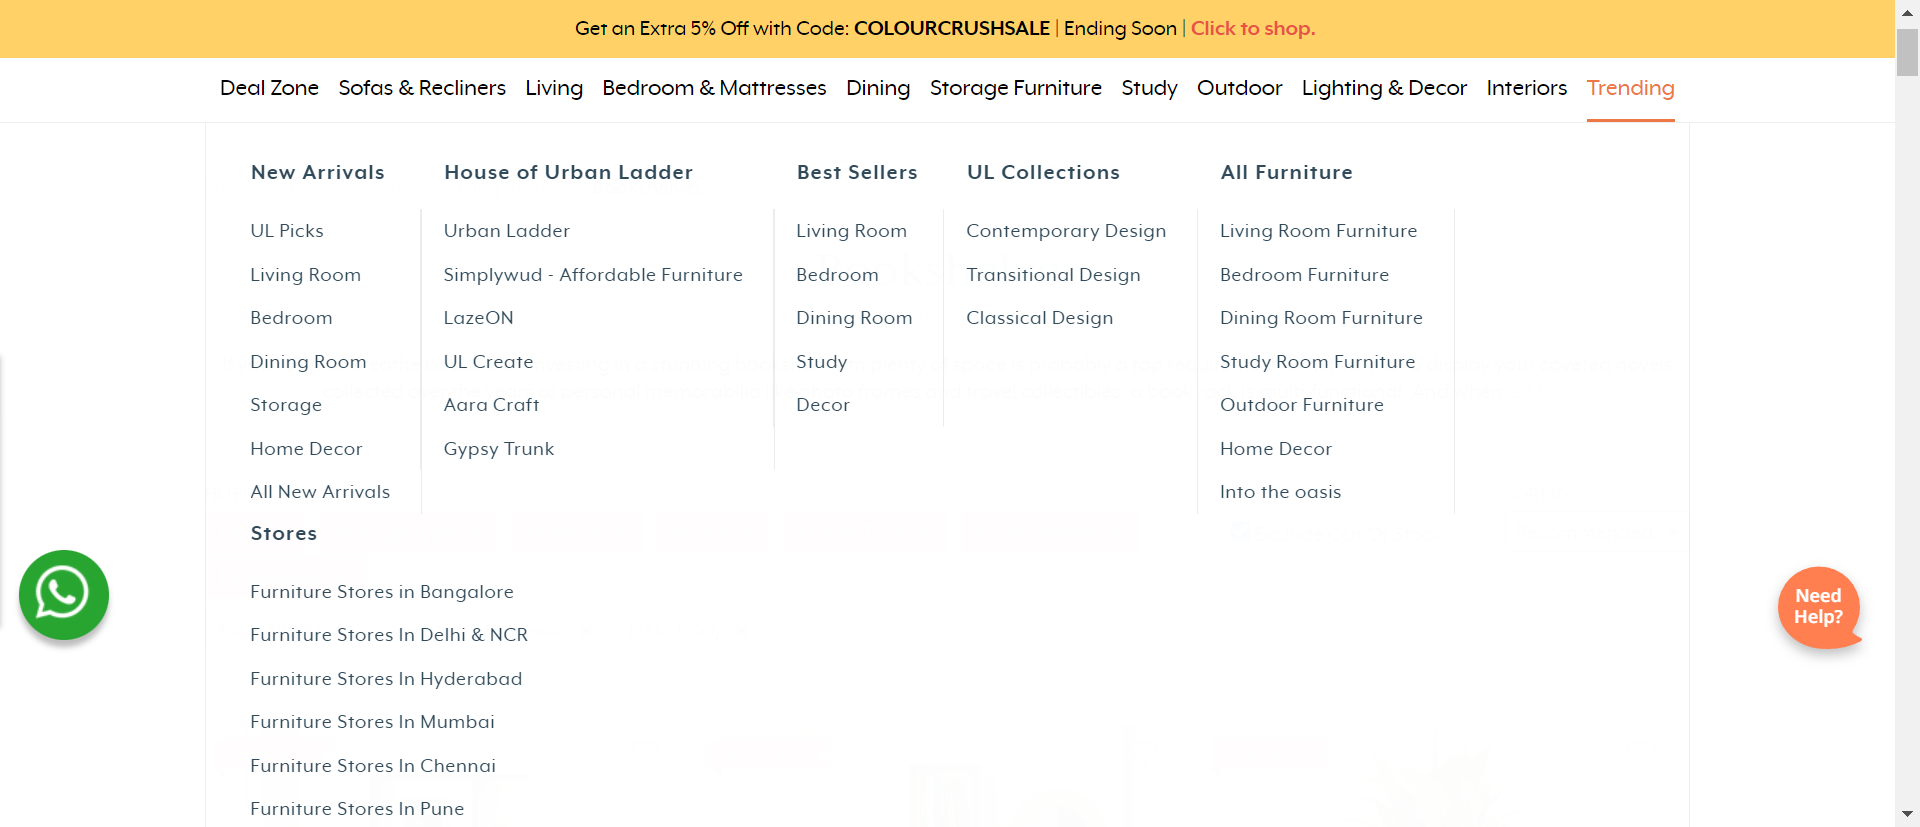 Get an Extra 5% Off with Code: COLOURCRUSHSALE | Ending Soon | Click to shop.
Deal Zone Sofas & Recliners Living Bedroom & Mattresses Dining Storage Furniture Study Outdoor Lighting & Decor Interiors Trending
New Arrivals
UL Picks
Living Room
Bedroom
Dining Room
Storage
Home Decor
All New Arrivals
House of Urban Ladder
Urban Ladder
Simplywud - Affordable Furniture
LazeON
UL Create
Aara Craft
Gypsy Trunk
Best Sellers
Living Room
Bedroom
Dining Room
Study
Decor
UL Collections
Contemporary Design
Transitional Design
Classical Design
All Furniture
Living Room Furniture
Bedroom Furniture
Dining Room Furniture
Study Room Furniture
Outdoor Furniture
Home Decor
Into the oasis
Stores
Furniture Stores in Bangalore
Furniture Stores In Delhi & NCR
Furniture Stores In Hyderabad
Furniture Stores In Mumbai
Furniture Stores In Chennai
Furniture Stores In Pune
Need
Help?